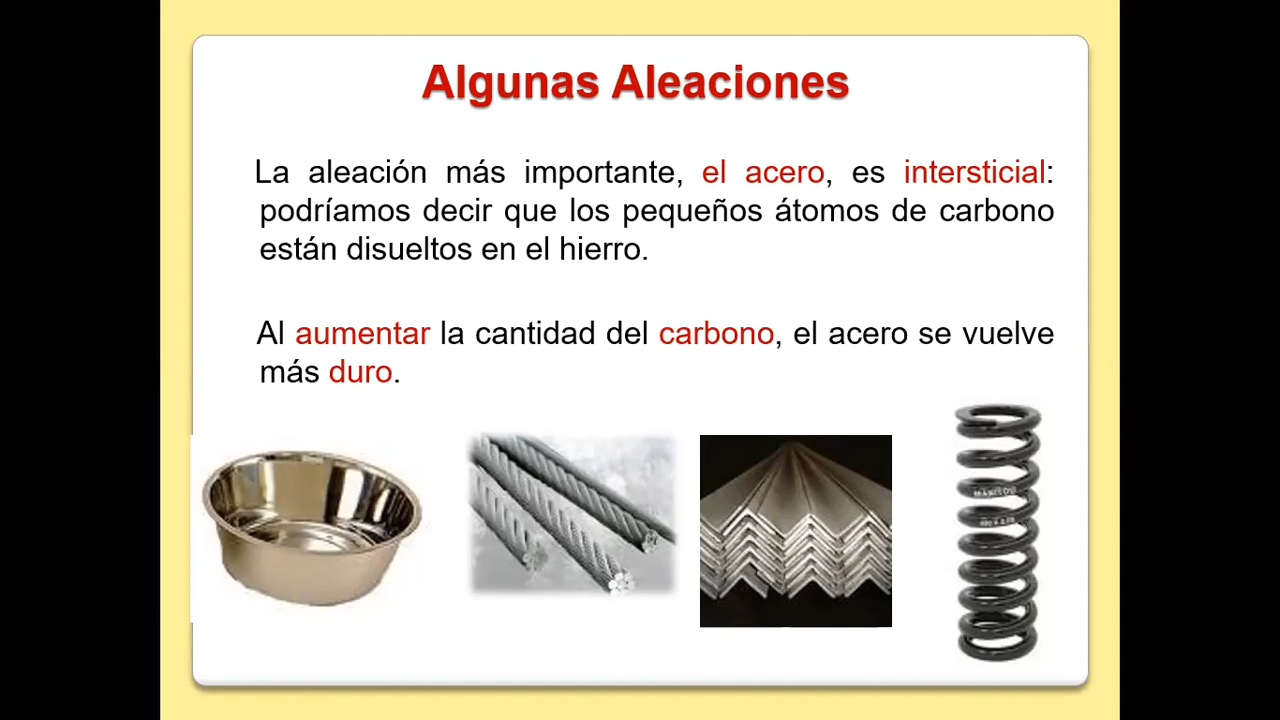 Algunas Aleaciones
La aleación más importante, el acero, es intersticial:
podríamos decir que los pequeños átomos de carbono
están disueltos en el hierro.
Al aumentar la cantidad del carbono, el acero se vuelve
más duro.